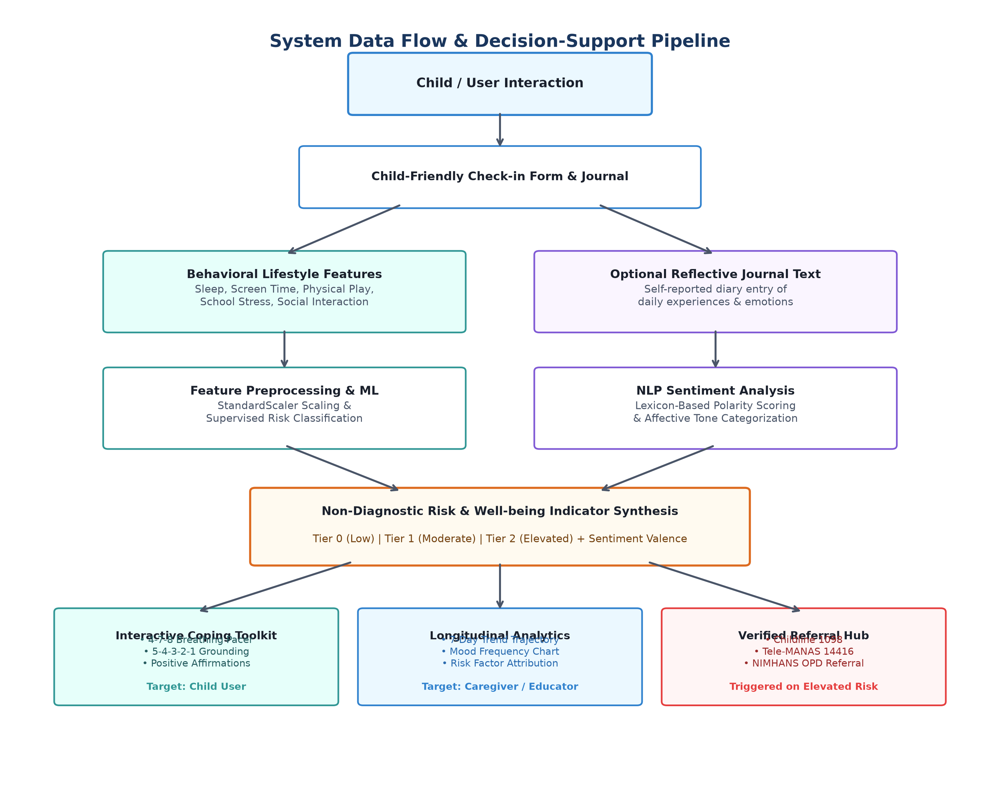 System Data Flow & Decision-Support Pipeline
Child / User Interaction
Child-Friendly Check-in Form & Journal
Behavioral Lifestyle Features
Sleep, Screen Time, Physical Play,
School Stress, Social Interaction
Optional Reflective Journal Text
Self-reported diary entry of
daily experiences & emotions
Feature Preprocessing & ML
StandardScaler Scaling &
Supervised Risk Classification
NLP Sentiment Analysis
Lexicon-Based Polarity Scoring
& Affective Tone Categorization
Non-Diagnostic Risk & Well-being Indicator Synthesis
Tier 0 (Low) | Tier 1 (Moderate) | Tier 2 (Elevated) + Sentiment Valence
Interactive Coping Toolkit
• 4-7-8 Breathing Pacer
• 5-4-3-2-1 Grounding
• Positive Affirmations
Target: Child User
Longitudinal Analytics
• 7-Day Trend Trajectory
• Mood Frequency Chart
• Risk Factor Attribution
Target: Caregiver / Educator
Verified Referral Hub
• Childline 1098
• Tele-MANAS 14416
• NIMHANS OPD Referral
Triggered on Elevated Risk